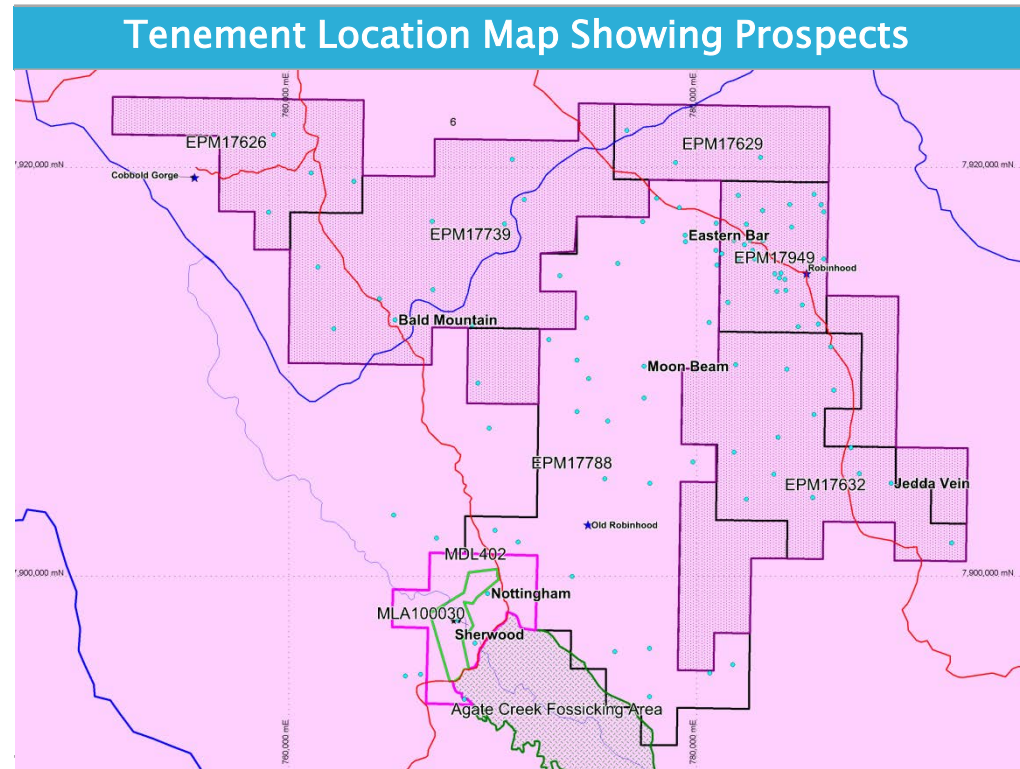 Tenement Location Map Showing Prospects
760,000 mE
780,000 mE
6
EPM17626
EPM17629
7,920,000 mN
7,920,000 mN
Cobbold Gorge
EPM17739
Eastern Bar
EPM17949
Robinhood
Bald Mountain
Moon Beam
EPM17788
EPM17632
Jedda Vein
Old Robinhood
MDL402
7,900,000 mN
7,900,000 mN
Nottingham
MLA100030
Sherwood
Agate Creek Fossicking Area
760,000 mE
780,000 mE